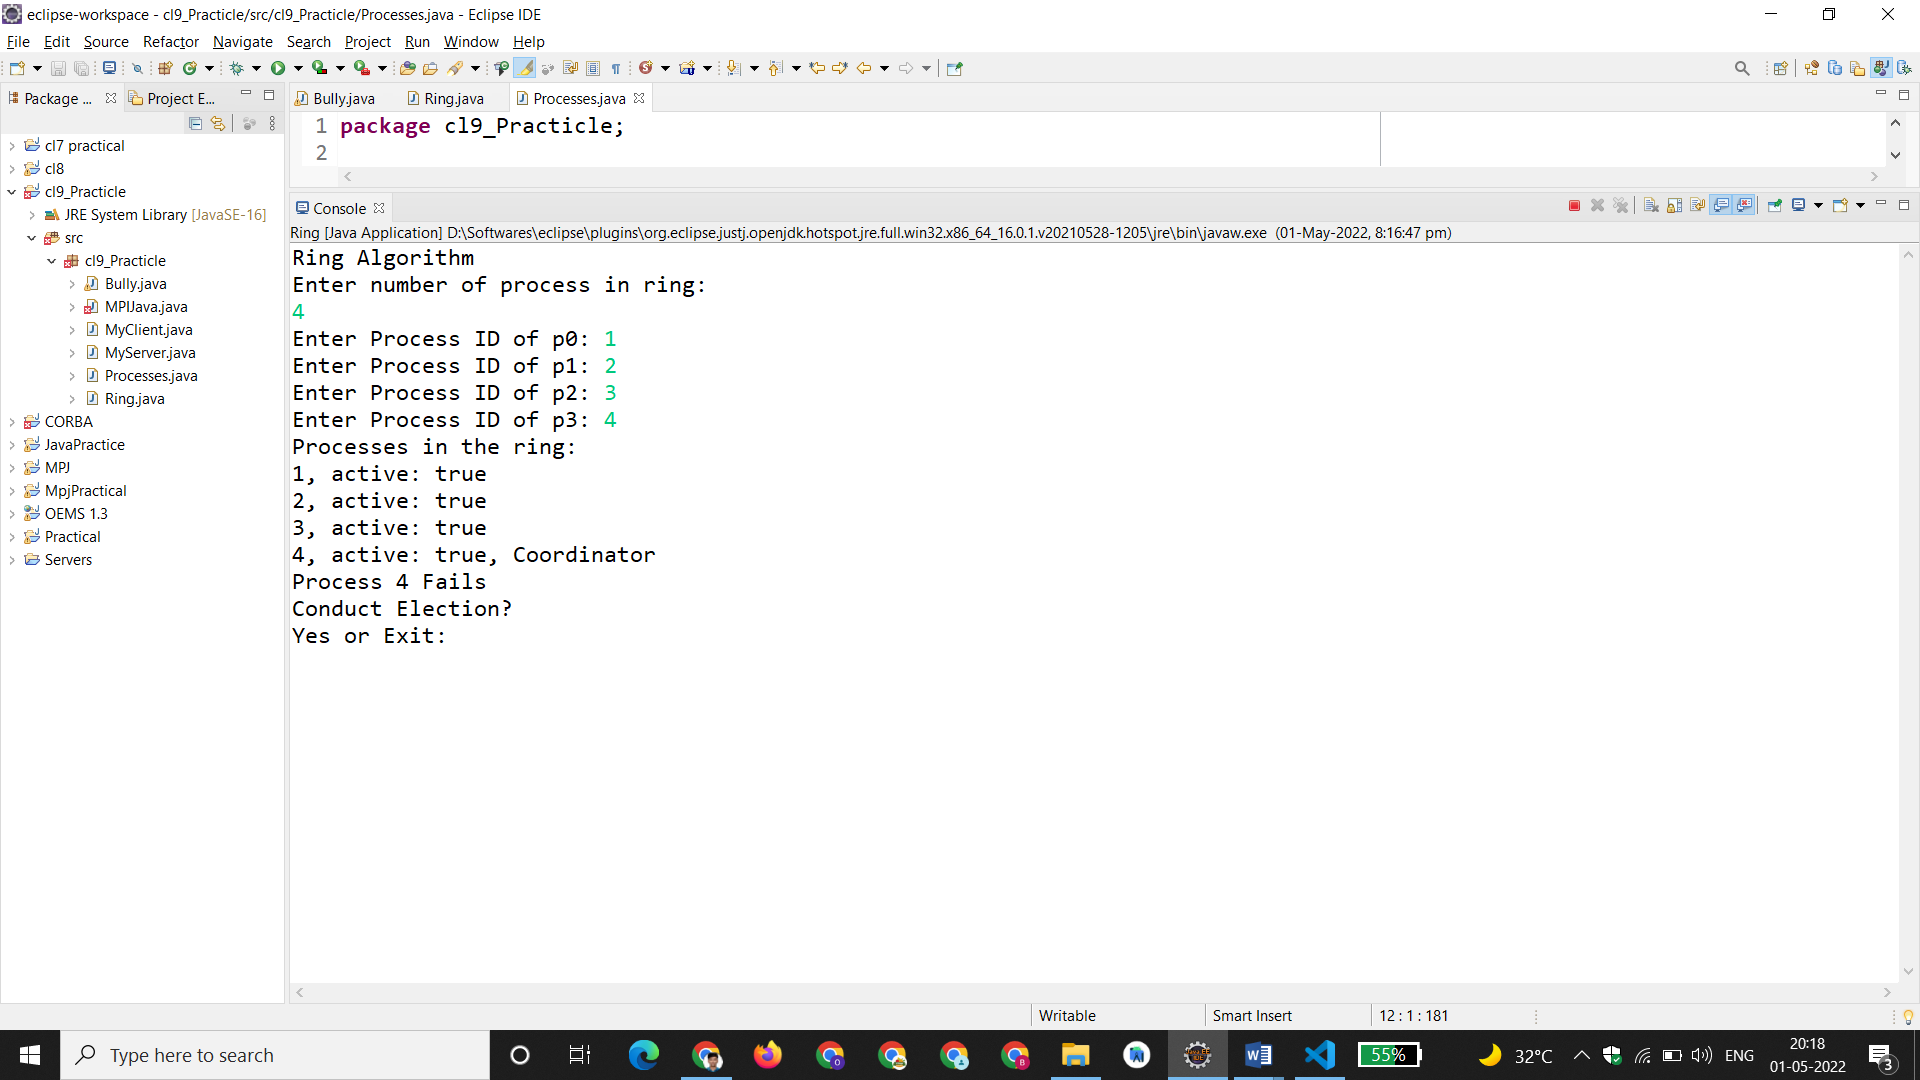 eclipse-workspace - cl9_Practicle/src/cl9_Practicle/Processes.java - Eclipse IDE
File Edit Source Refactor Navigate Search Project Run Window Help
Package ...
Project E...
cl7 practical
cl8
cl9_Practicle
JRE System Library [JavaSE-16]
src
cl9_Practicle
Bully.java
MPIJava.java
MyClient.java
MyServer.java
Processes.java
Ring.java
CORBA
JavaPractice
MPJ
MpjPractical
OEMS 1.3
Practical
Servers
Bully.java Ring.java Processes.java
1 package cl9_Practicle;
2
Console
Ring [Java Application] D:\Softwares\eclipse\plugins\org.eclipse.justj.openjdk.hotspot.jre.full.win32.x86_64_16.0.1.v20210528-1205\jre\bin\javaw.exe (01-May-2022, 8:16:47 pm)
Ring Algorithm
Enter number of process in ring:
4
Enter Process ID of p0: 1
Enter Process ID of p1: 2
Enter Process ID of p2: 3
Enter Process ID of p3: 4
Processes in the ring:
1, active: true
2, active: true
3, active: true
4, active: true, Coordinator
Process 4 Fails
Conduct Election?
Yes or Exit:
Writable Smart Insert 12 : 1 : 181
Type here to search
55%
32°C
ENG
20:18
01-05-2022
3